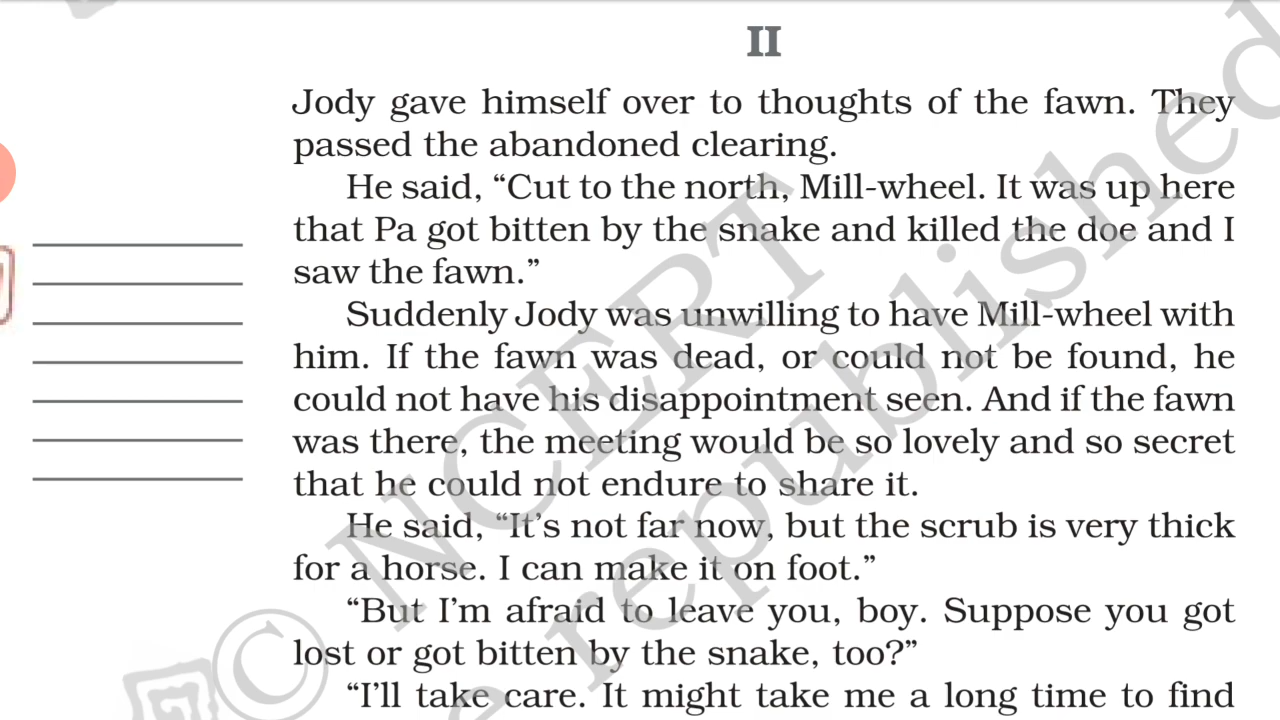 II
Jody gave himself over to thoughts of the fawn. They
passed the abandoned clearing.
He said, “Cut to the north, Mill-wheel. It was up here
that Pa got bitten by the snake and killed the doe and I
saw the fawn.”
Suddenly Jody was unwilling to have Mill-wheel with
him. If the fawn was dead, or could not be found, he
could not have his disappointment seen. And if the fawn
was there, the meeting would be so lovely and so secret
that he could not endure to share it.
He said, “It’s not far now, but the scrub is very thick
for a horse. I can make it on foot.”
“But I’m afraid to leave you, boy. Suppose you got
lost or got bitten by the snake, too?”
“I’ll take care. It might take me a long time to find
© NCERT
republished